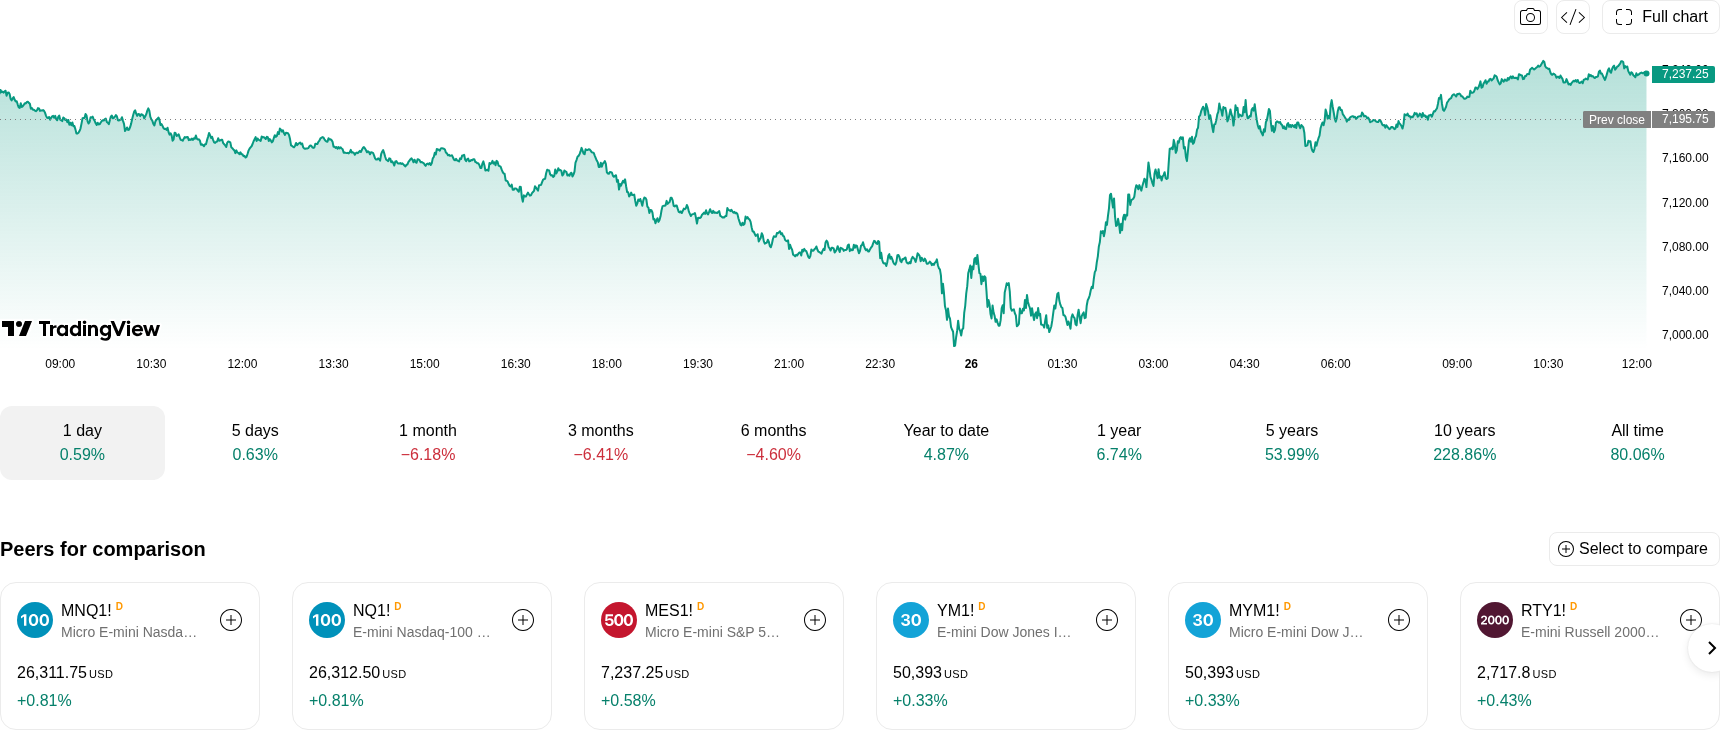 Full chart
7,237.25
Prev close 7,195.75
7,160.00
7,120.00
7,080.00
7,040.00
7,000.00
TradingView
09:00 10:30 12:00 13:30 15:00 16:30 18:00 19:30 21:00 22:30 26 01:30 03:00 04:30 06:00 09:00 10:30 12:00
1 day 5 days 1 month 3 months 6 months Year to date 1 year 5 years 10 years All time
0.59% 0.63% −6.18% −6.41% −4.60% 4.87% 6.74% 53.99% 228.86% 80.06%
Peers for comparison
Select to compare
100 MNQ1! D
Micro E-mini Nasda…
26,311.75 USD
+0.81%
100 NQ1! D
E-mini Nasdaq-100 …
26,312.50 USD
+0.81%
500 MES1! D
Micro E-mini S&P 5…
7,237.25 USD
+0.58%
30 YM1! D
E-mini Dow Jones I…
50,393 USD
+0.33%
30 MYM1! D
Micro E-mini Dow J…
50,393 USD
+0.33%
2000 RTY1! D
E-mini Russell 2000…
2,717.8 USD
+0.43%